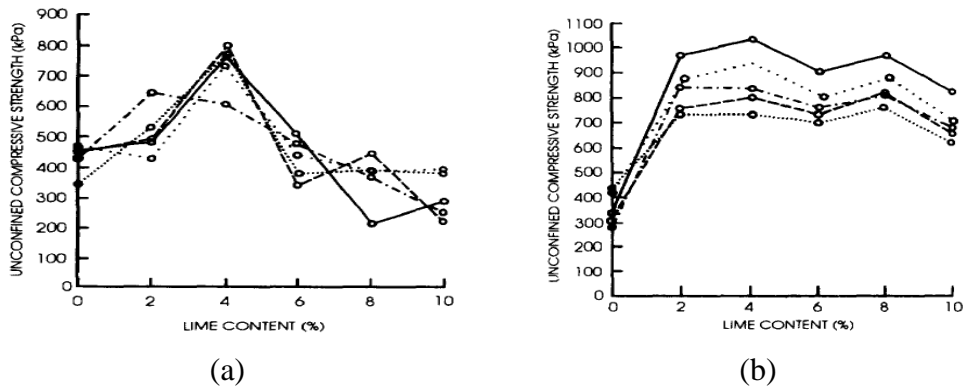 UNCONFINED COMPRESSIVE STRENGTH (kPa)
900
800
700
600
500
400
300
200
100
0 2 4 6 8 10
LIME CONTENT (%)
(a)
UNCONFINED COMPRESSIVE STRENGTH (kPa)
1100
1000
900
800
700
600
500
400
300
200
100
0
0 2 4 6 8 10
LIME CONTENT (%)
(b)